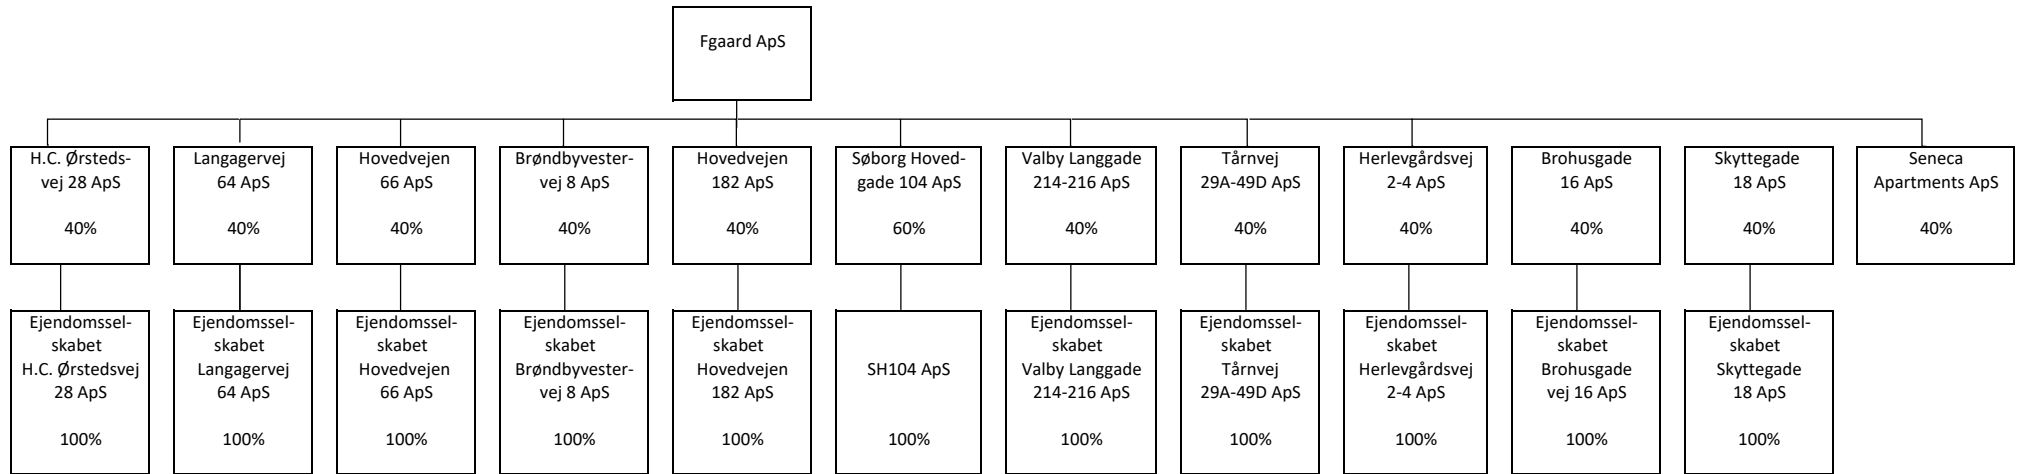 Fgaard ApS
H.C. Ørsteds-
vej 28 ApS
40%
Langagervej
64 ApS
40%
Hovedvejen
66 ApS
40%
Brøndbyvester-
vej 8 ApS
40%
Hovedvejen
182 ApS
40%
Søborg Hoved-
gade 104 ApS
60%
Valby Langgade
214-216 ApS
40%
Tårnvej
29A-49D ApS
40%
Herlevgårdsvej
2-4 ApS
40%
Brohusgade
16 ApS
40%
Skyttegade
18 ApS
40%
Seneca
Apartments ApS
40%
Ejendomssel-
skabet
H.C. Ørstedsvej
28 ApS
100%
Ejendomssel-
skabet
Langagervej
64 ApS
100%
Ejendomssel-
skabet
Hovedvejen
66 ApS
100%
Ejendomssel-
skabet
Brøndbyvester-
vej 8 ApS
100%
Ejendomssel-
skabet
Hovedvejen
182 ApS
100%
SH104 ApS
100%
Ejendomssel-
skabet
Valby Langgade
214-216 ApS
100%
Ejendomssel-
skabet
Tårnvej
29A-49D ApS
100%
Ejendomssel-
skabet
Herlevgårdsvej
2-4 ApS
100%
Ejendomssel-
skabet
Brohusgade
vej 16 ApS
100%
Ejendomssel-
skabet
Skyttegade
18 ApS
100%